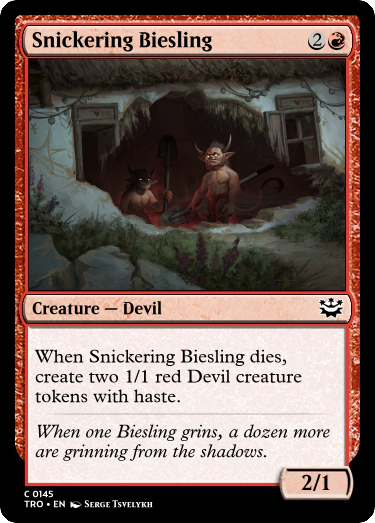 Snickering Biesling 2
Creature — Devil
When Snickering Biesling dies,
create two 1/1 red Devil creature
tokens with haste.
When one Biesling grins, a dozen more
are grinning from the shadows.
2/1
C 0145
TRO • EN Serge Tsvelykh